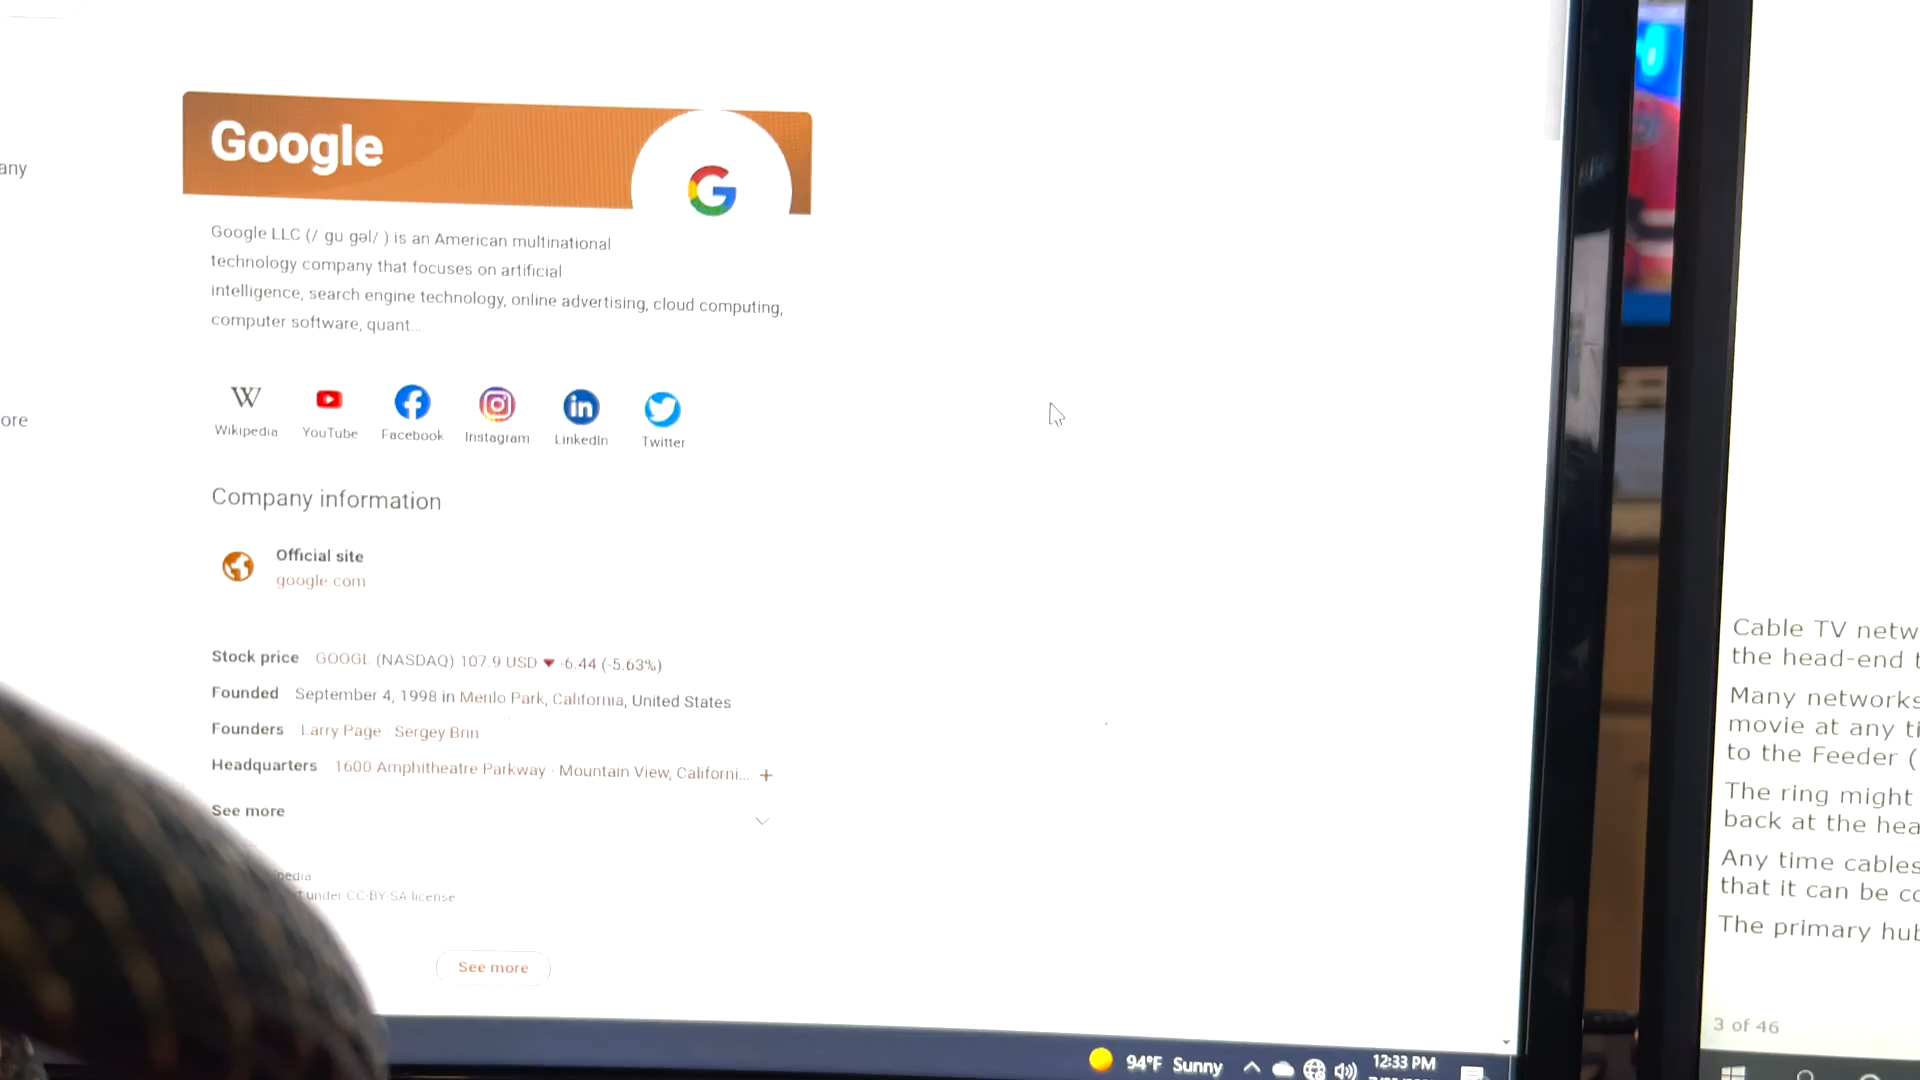 any
ore
Google
Google LLC (/ gu gəl/ ) is an American multinational
technology company that focuses on artificial
intelligence, search engine technology, online advertising, cloud computing,
computer software, quant...
Wikipedia YouTube Facebook Instagram LinkedIn Twitter
Company information
Official site
google com
Stock price GOOGL (NASDAQ) 107.9 USD ▼ -6.44 (-5.63%)
Founded September 4, 1998 in Menlo Park, California, United States
Founders Larry Page · Sergey Brin
Headquarters 1600 Amphitheatre Parkway · Mountain View, Californi... +
See more
pedia
under CC-BY-SA license
See more
94°F Sunny
12:33 PM
Cable TV netw
the head-end t
Many networks
movie at any ti
to the Feeder (
The ring might
back at the hea
Any time cables
that it can be co
The primary hub
3 of 46